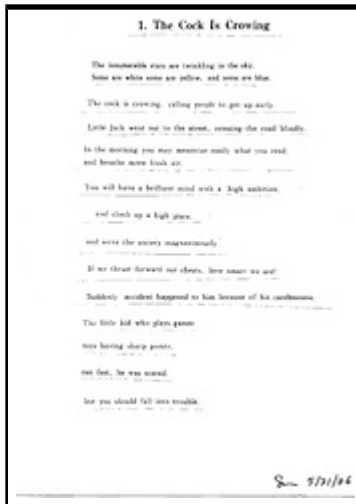 1. The Cock Is Crowing
The innumerable stars are twinkling in the sky.
Some are white some are yellow, and some are blue.
The cock is crowing, calling people to get up early.
Little Jack went out to the street, crossing the road blindly.
In the morning you may memorize easily what you read,
and breathe more fresh air.
You will have a brilliant mind with a high ambition,
and climb up a high place,
and serve the society magnanimously.
If we thrust forward our chests, how smart we are!
Suddenly accident happened to him because of his carelessness.
The little kid who plays games
toys having sharp points,
feet, he was scared
but you should fall into trouble.
5/31/06